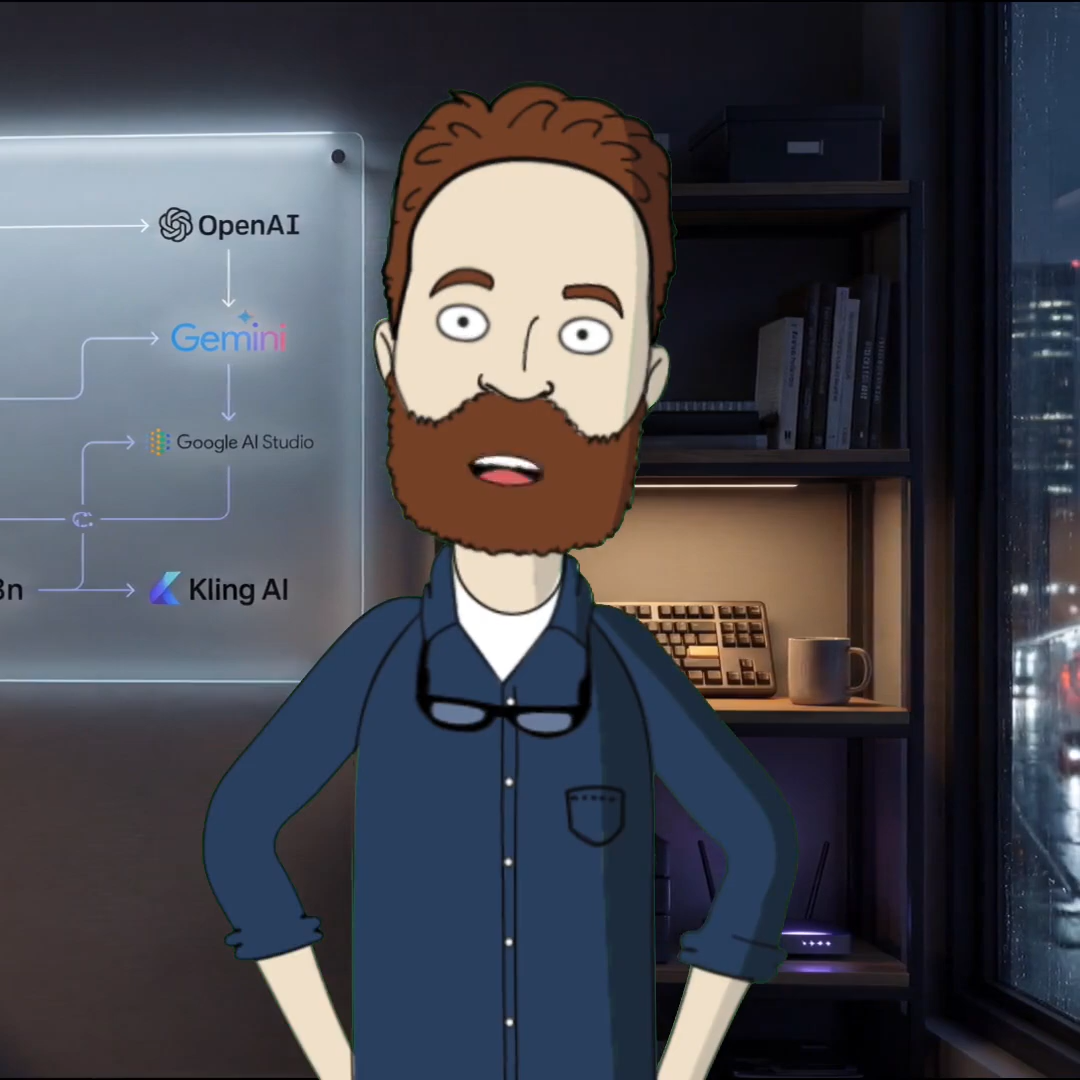 OpenAI
Gemini
Google AI Studio
8n
Kling AI